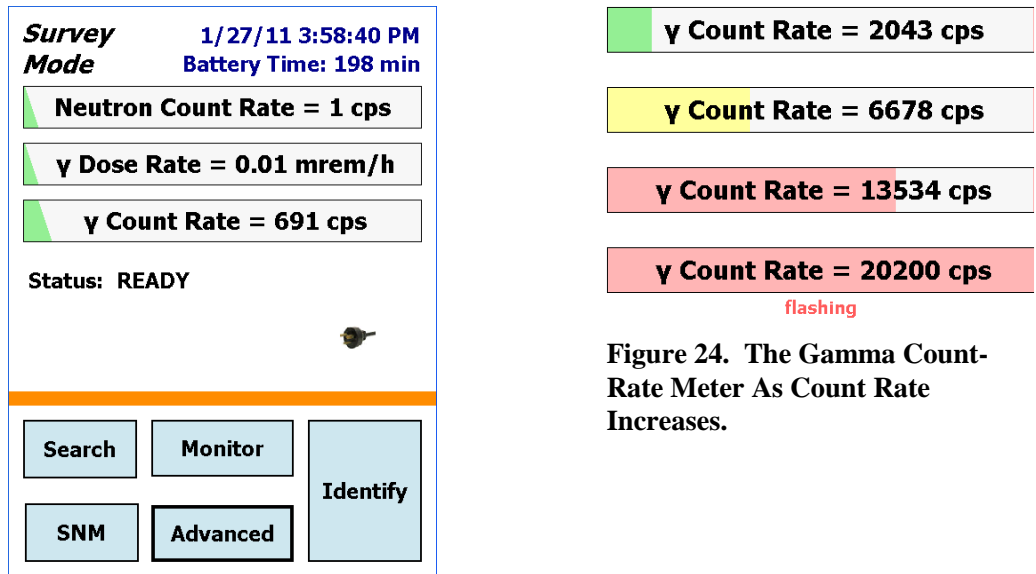 Survey
Mode
1/27/11 3:58:40 PM
Battery Time: 198 min
Neutron Count Rate = 1 cps
γ Dose Rate = 0.01 mrem/h
γ Count Rate = 691 cps
Status: READY
Search
Monitor
Identify
SNM
Advanced
γ Count Rate = 2043 cps
γ Count Rate = 6678 cps
γ Count Rate = 13534 cps
γ Count Rate = 20200 cps
flashing
Figure 24. The Gamma Count-
Rate Meter As Count Rate
Increases.